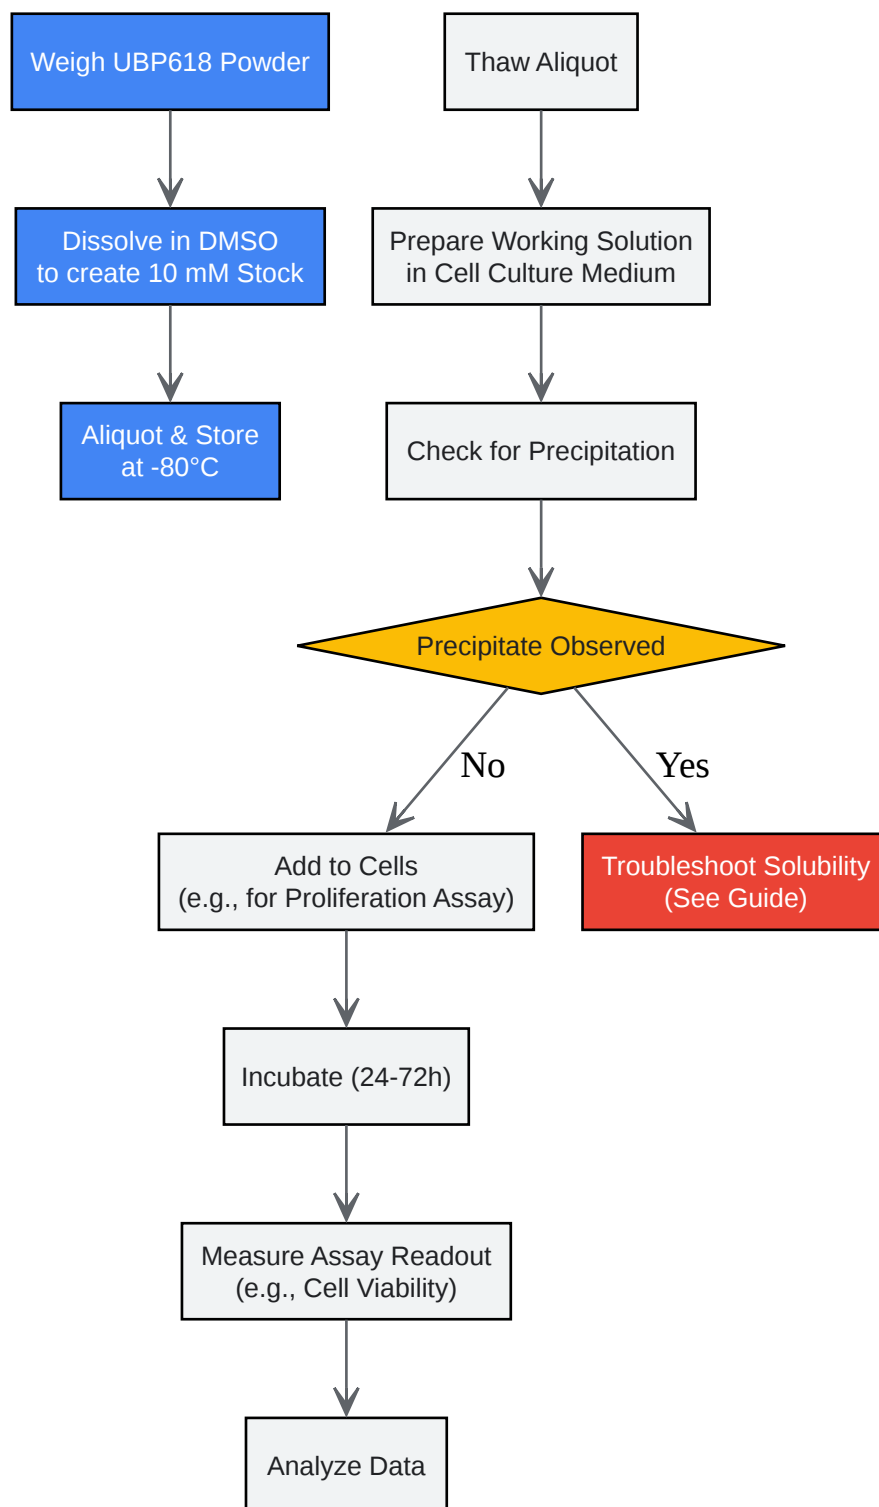 Weigh UBP618 Powder
Dissolve in DMSO
to create 10 mM Stock
Aliquot & Store
at -80°C
Thaw Aliquot
Prepare Working Solution
in Cell Culture Medium
Check for Precipitation
Precipitate Observed
No
Yes
Add to Cells
(e.g., for Proliferation Assay)
Troubleshoot Solubility
(See Guide)
Incubate (24-72h)
Measure Assay Readout
(e.g., Cell Viability)
Analyze Data